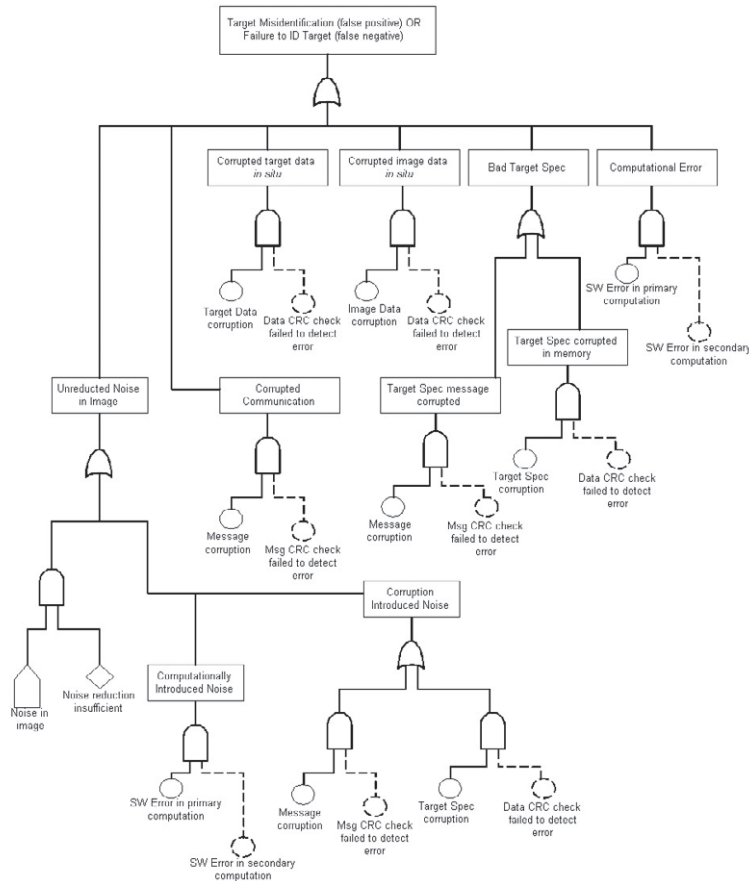 Target Misidentification (false positive) OR
Failure to ID Target (false negative)
Corrupted target data
in situ
Corrupted image data
in situ
Bad Target Spec
Computational Error
Target Data
corruption
Data CRC check
failed to detect
error
Image Data
corruption
Data CRC check
failed to detect
error
SW Error in primary
computation
SW Error in secondary
computation
Target Spec corrupted
in memory
Unreducted Noise
in Image
Corrupted
Communication
Target Spec message
corrupted
Target Spec
corruption
Data CRC check
failed to detect
error
Message
corruption
Msg CRC check
failed to detect
error
Message
corruption
Msg CRC check
failed to detect
error
Corruption
Introduced Noise
Computationally
Introduced Noise
Noise in
image
Noise reduction
insufficient
SW Error in primary
computation
SW Error in secondary
computation
Message
corruption
Msg CRC check
failed to detect
error
Target Spec
corruption
Data CRC check
failed to detect
error